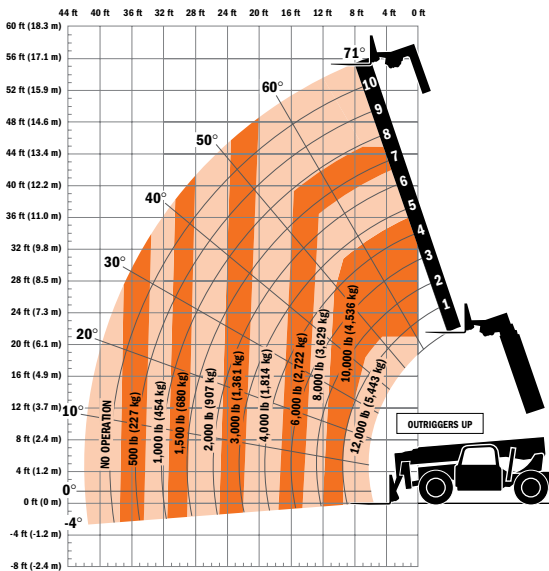 44 ft 40 ft 36 ft 32 ft 28 ft 24 ft 20 ft 16 ft 12 ft 8 ft 4 ft 0 ft
60 ft (18.3 m)
56 ft (17.1 m)
52 ft (15.9 m)
48 ft (14.6 m)
44 ft (13.4 m)
40 ft (12.2 m)
36 ft (11.0 m)
32 ft (9.8 m)
28 ft (8.5 m)
24 ft (7.3 m)
20 ft (6.1 m)
16 ft (4.9 m)
12 ft (3.7 m)
8 ft (2.4 m)
4 ft (1.2 m)
0 ft (0 m)
-4 ft (-1.2 m)
-8 ft (-2.4 m)
71°
60°
50°
40°
30°
20°
10°
0°
-4°
10
9
8
7
6
5
4
3
2
1
NO OPERATION
500 lb (227 kg)
1,000 lb (454 kg)
1,500 lb (680 kg)
2,000 lb (907 kg)
3,000 lb (1,361 kg)
4,000 lb (1,814 kg)
6,000 lb (2,722 kg)
8,000 lb (3,629 kg)
10,000 lb (4,536 kg)
12,000 lb (5,443 kg)
OUTRIGGERS UP